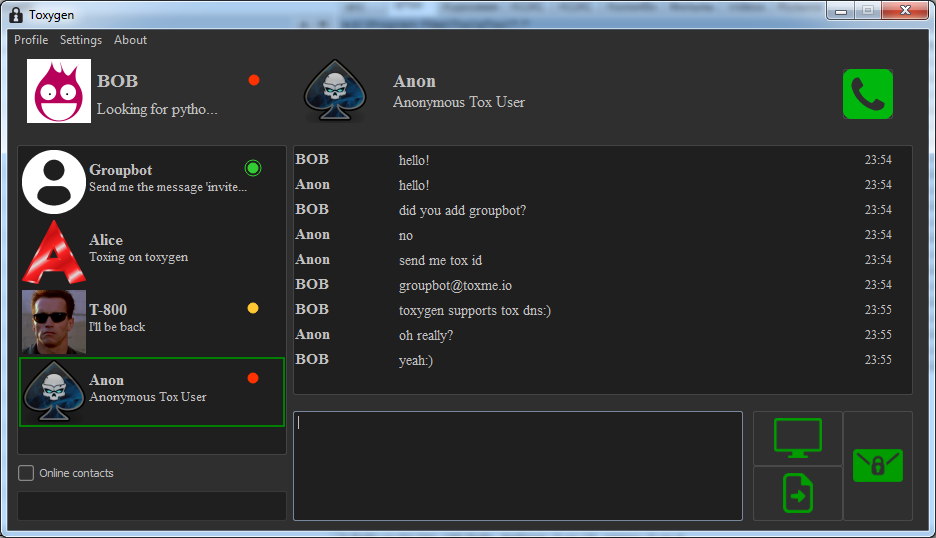 Toxygen
Profile Settings About
BOB
Looking for pytho...
Anon
Anonymous Tox User
Groupbot
Send me the message 'invite...
Alice
Toxing on toxygen
T-800
I'll be back
Anon
Anonymous Tox User
Online contacts
BOB hello! 23:54
Anon hello! 23:54
BOB did you add groupbot? 23:54
Anon no 23:54
Anon send me tox id 23:54
BOB groupbot@toxme.io 23:54
BOB toxygen supports tox dns:) 23:55
Anon oh really? 23:55
BOB yeah:) 23:55